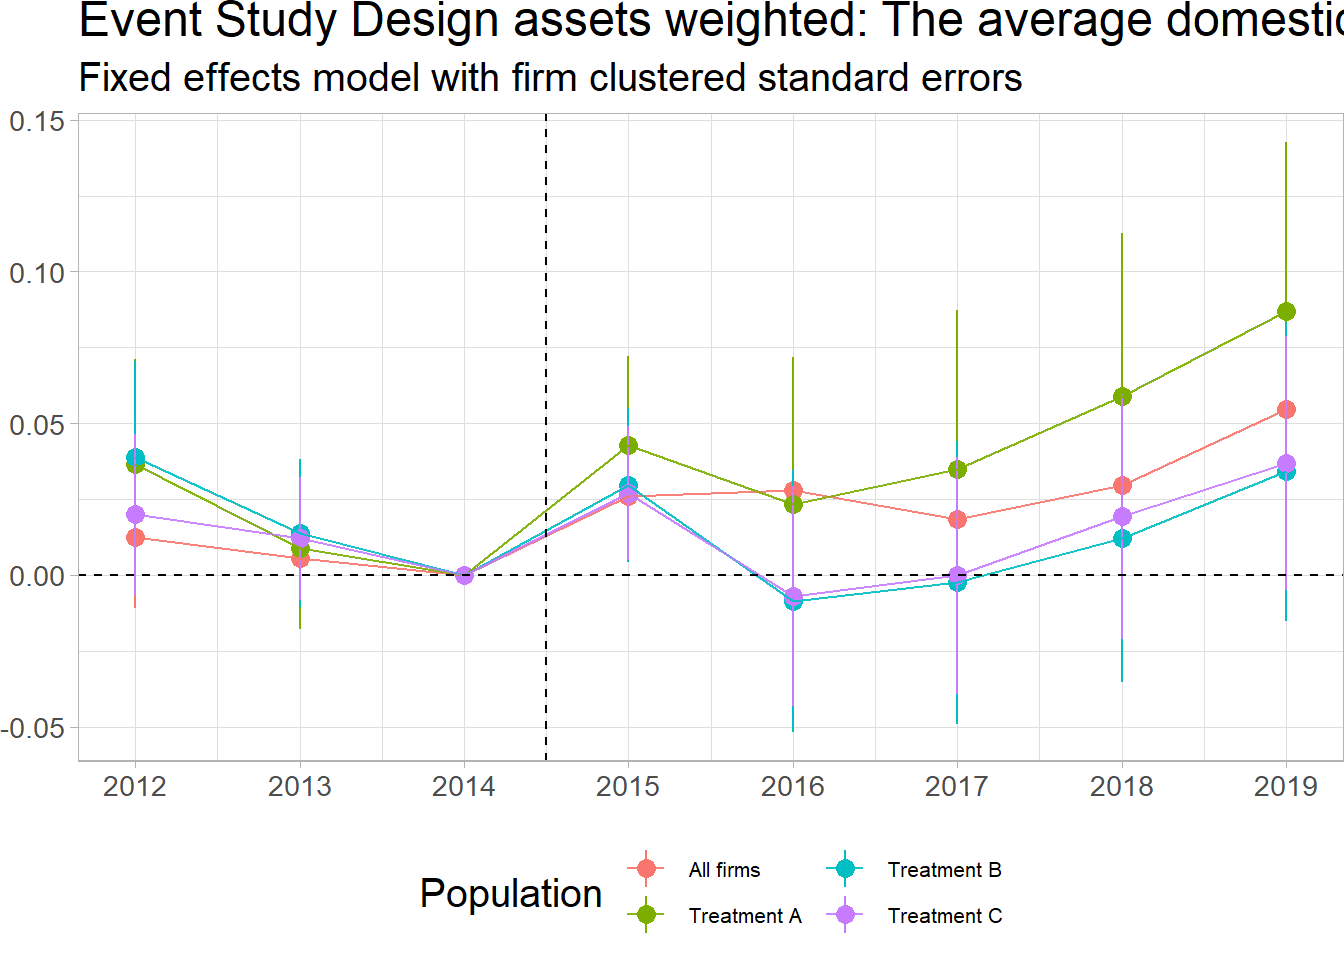 Event Study Design assets weighted: The average domestic
Fixed effects model with firm clustered standard errors
0.15
0.10
0.05
0.00
-0.05
2012 2013 2014 2015 2016 2017 2018 2019
Population
All firms Treatment B
Treatment A Treatment C